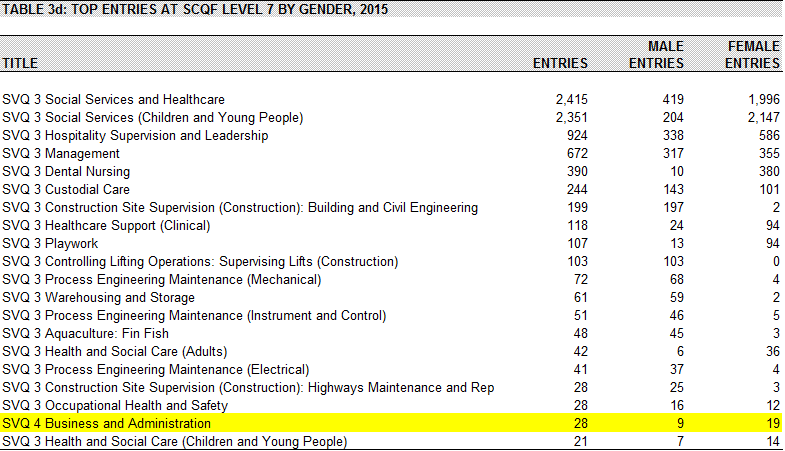 TABLE 3d: TOP ENTRIES AT SCQF LEVEL 7 BY GENDER, 2015
MALE FEMALE
TITLE ENTRIES ENTRIES ENTRIES
SVQ 3 Social Services and Healthcare 2,415 419 1,996
SVQ 3 Social Services (Children and Young People) 2,351 204 2,147
SVQ 3 Hospitality Supervision and Leadership 924 338 586
SVQ 3 Management 672 317 355
SVQ 3 Dental Nursing 390 10 380
SVQ 3 Custodial Care 244 143 101
SVQ 3 Construction Site Supervision (Construction): Building and Civil Engineering 199 197 2
SVQ 3 Healthcare Support (Clinical) 118 24 94
SVQ 3 Playwork 107 13 94
SVQ 3 Controlling Lifting Operations: Supervising Lifts (Construction) 103 103 0
SVQ 3 Process Engineering Maintenance (Mechanical) 72 68 4
SVQ 3 Warehousing and Storage 61 59 2
SVQ 3 Process Engineering Maintenance (Instrument and Control) 51 46 5
SVQ 3 Aquaculture: Fin Fish 48 45 3
SVQ 3 Health and Social Care (Adults) 42 6 36
SVQ 3 Process Engineering Maintenance (Electrical) 41 37 4
SVQ 3 Construction Site Supervision (Construction): Highways Maintenance and Rep 28 25 3
SVQ 3 Occupational Health and Safety 28 16 12
SVQ 4 Business and Administration 28 9 19
SVQ 3 Health and Social Care (Children and Young People) 21 7 14